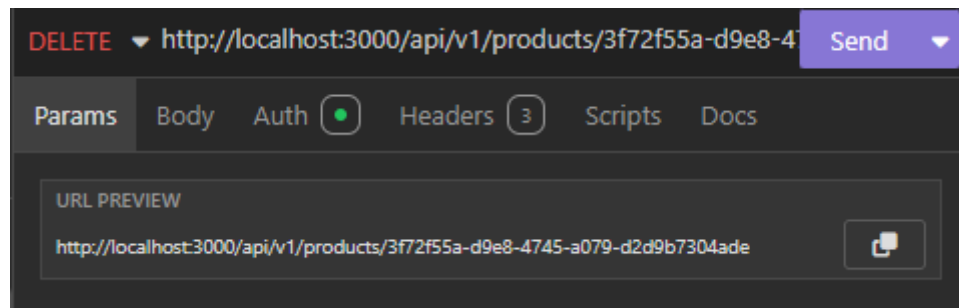 DELETE http://localhost:3000/api/v1/products/3f72f55a-d9e8-47 Send
Params Body Auth Headers 3 Scripts Docs
URL PREVIEW
http://localhost:3000/api/v1/products/3f72f55a-d9e8-4745-a079-d2d9b7304ade